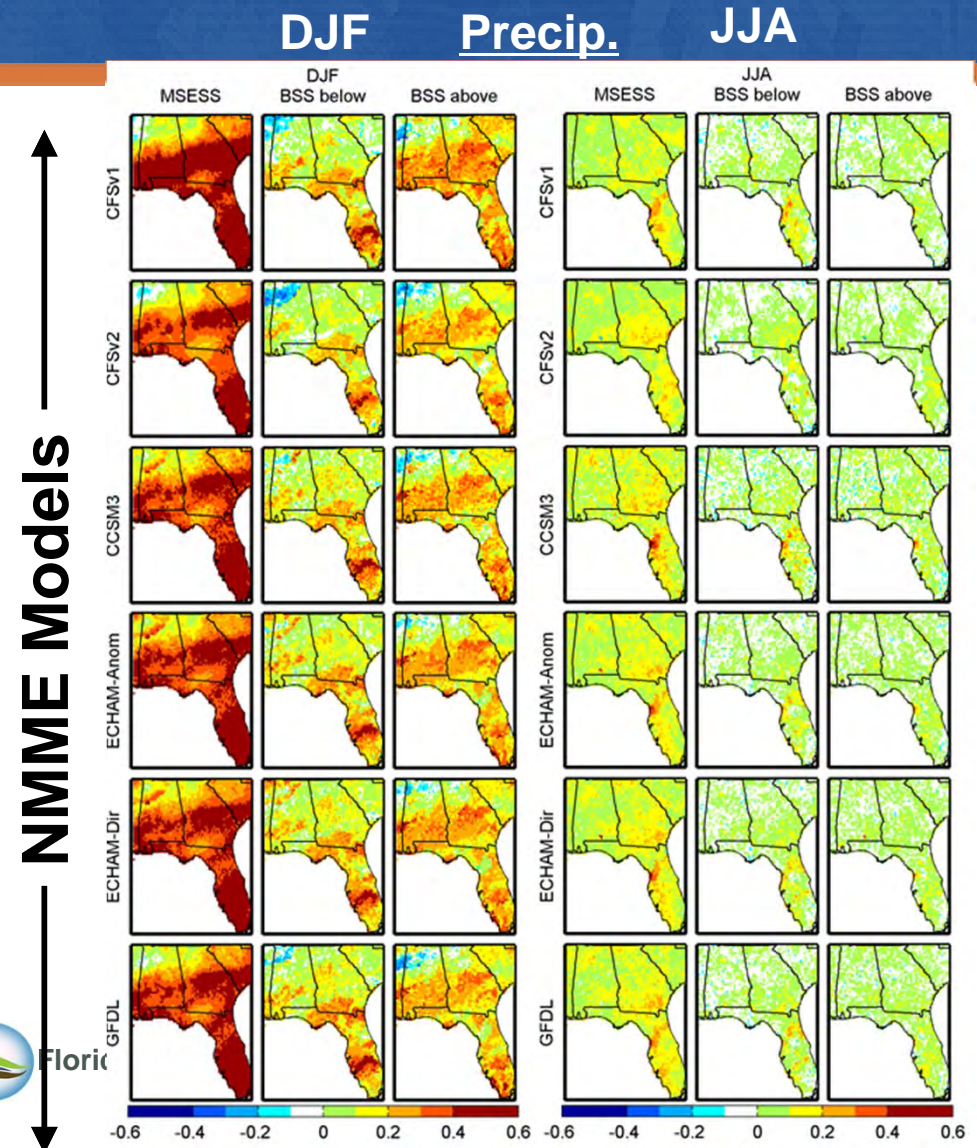 DJF Precip. JJA
DJF
MSESS BSS below BSS above
JJA
MSESS BSS below BSS above
NMME Models
CFSv1
CFSv2
CCSM3
ECHAM-Anom
ECHAM-Dir
GFDL
CFSv1
CFSv2
CCSM3
ECHAM-Anom
ECHAM-Dir
GFDL
Floric
-0.6 -0.4 -0.2 0 0.2 0.4 0.6
-0.6 -0.4 -0.2 0 0.2 0.4 0.6